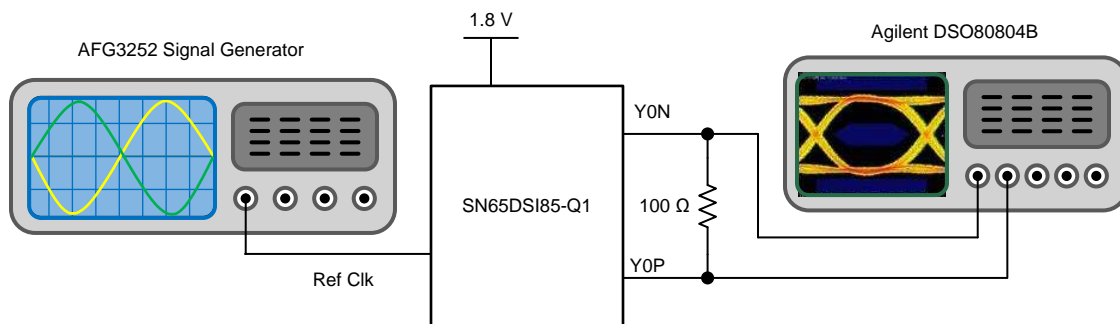 1.8 V
AFG3252 Signal Generator
Agilent DSO80804B
Y0N
SN65DSI85-Q1
100 Ω
Y0P
Ref Clk